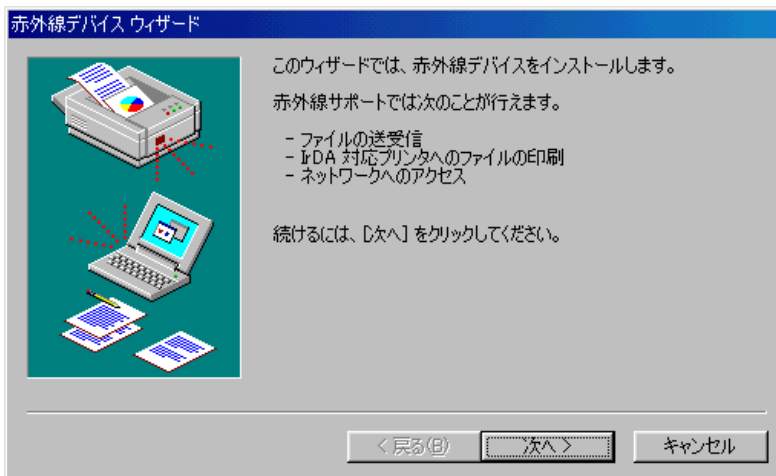 赤外線デバイス ウィザード
このウィザードでは、赤外線デバイスをインストールします。
赤外線サポートでは次のことが行えます。
- ファイルの送受信
- IrDA 対応プリンタへのファイルの印刷
- ネットワークへのアクセス
続けるには、[次へ] をクリックしてください。
< 戻る(B) 次へ > キャンセル